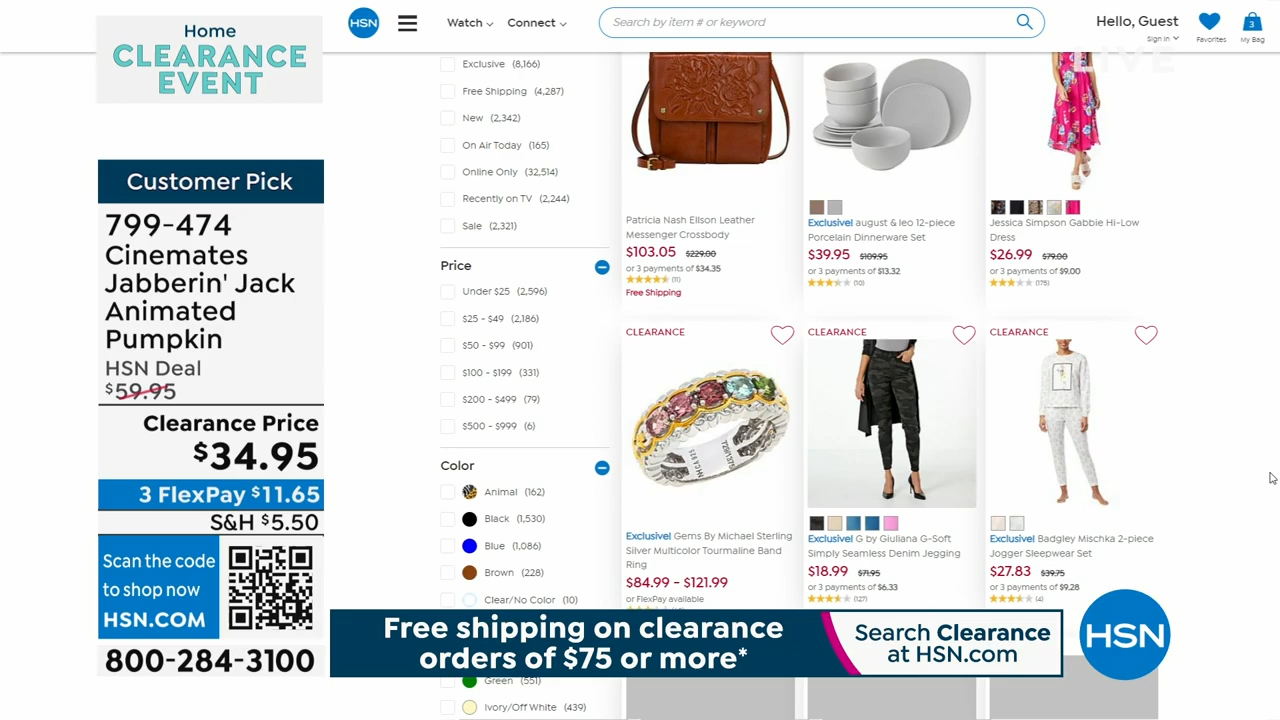 Home
CLEARANCE
EVENT
Customer Pick
799-474
Cinemates
Jabberin' Jack
Animated
Pumpkin
HSN Deal
$59.95
Clearance Price
$34.95
3 FlexPay $11.65
S&H $5.50
Scan the code
to shop now
HSN.COM
800-284-3100
HSN
Watch
Connect
Search by item # or keyword
Hello, Guest
Sign in
Favorites
3
My Bag
LIVE
Exclusive (8,166)
Free Shipping (4,287)
New (2,342)
On Air Today (165)
Online Only (32,514)
Recently on TV (2,244)
Sale (2,321)
Price
Under $25 (2,596)
$25 - $49 (2,186)
$50 - $99 (901)
$100 - $199 (331)
$200 - $499 (79)
$500 - $999 (6)
Color
Animal (162)
Black (1,530)
Blue (1,086)
Brown (228)
Clear/No Color (10)
Green (551)
Ivory/Off White (439)
Patricia Nash Ellson Leather
Messenger Crossbody
$103.05 $229.00
or 3 payments of $34.35
(11)
Free Shipping
Exclusive! august & leo 12-piece
Porcelain Dinnerware Set
$39.95 $109.95
or 3 payments of $13.32
(10)
Jessica Simpson Gabbie Hi-Low
Dress
$26.99 $79.00
or 3 payments of $9.00
(175)
CLEARANCE
Exclusive! Gems By Michael Sterling
Silver Multicolor Tourmaline Band
Ring
$84.99 - $121.99
or FlexPay available
CLEARANCE
Exclusive! G by Giuliana G-Soft
Simply Seamless Denim Jegging
$18.99 $71.95
or 3 payments of $6.33
(127)
CLEARANCE
Exclusive! Badgley Mischka 2-piece
Jogger Sleepwear Set
$27.83 $39.75
or 3 payments of $9.28
(4)
Free shipping on clearance
orders of $75 or more*
Search Clearance
at HSN.com
HSN